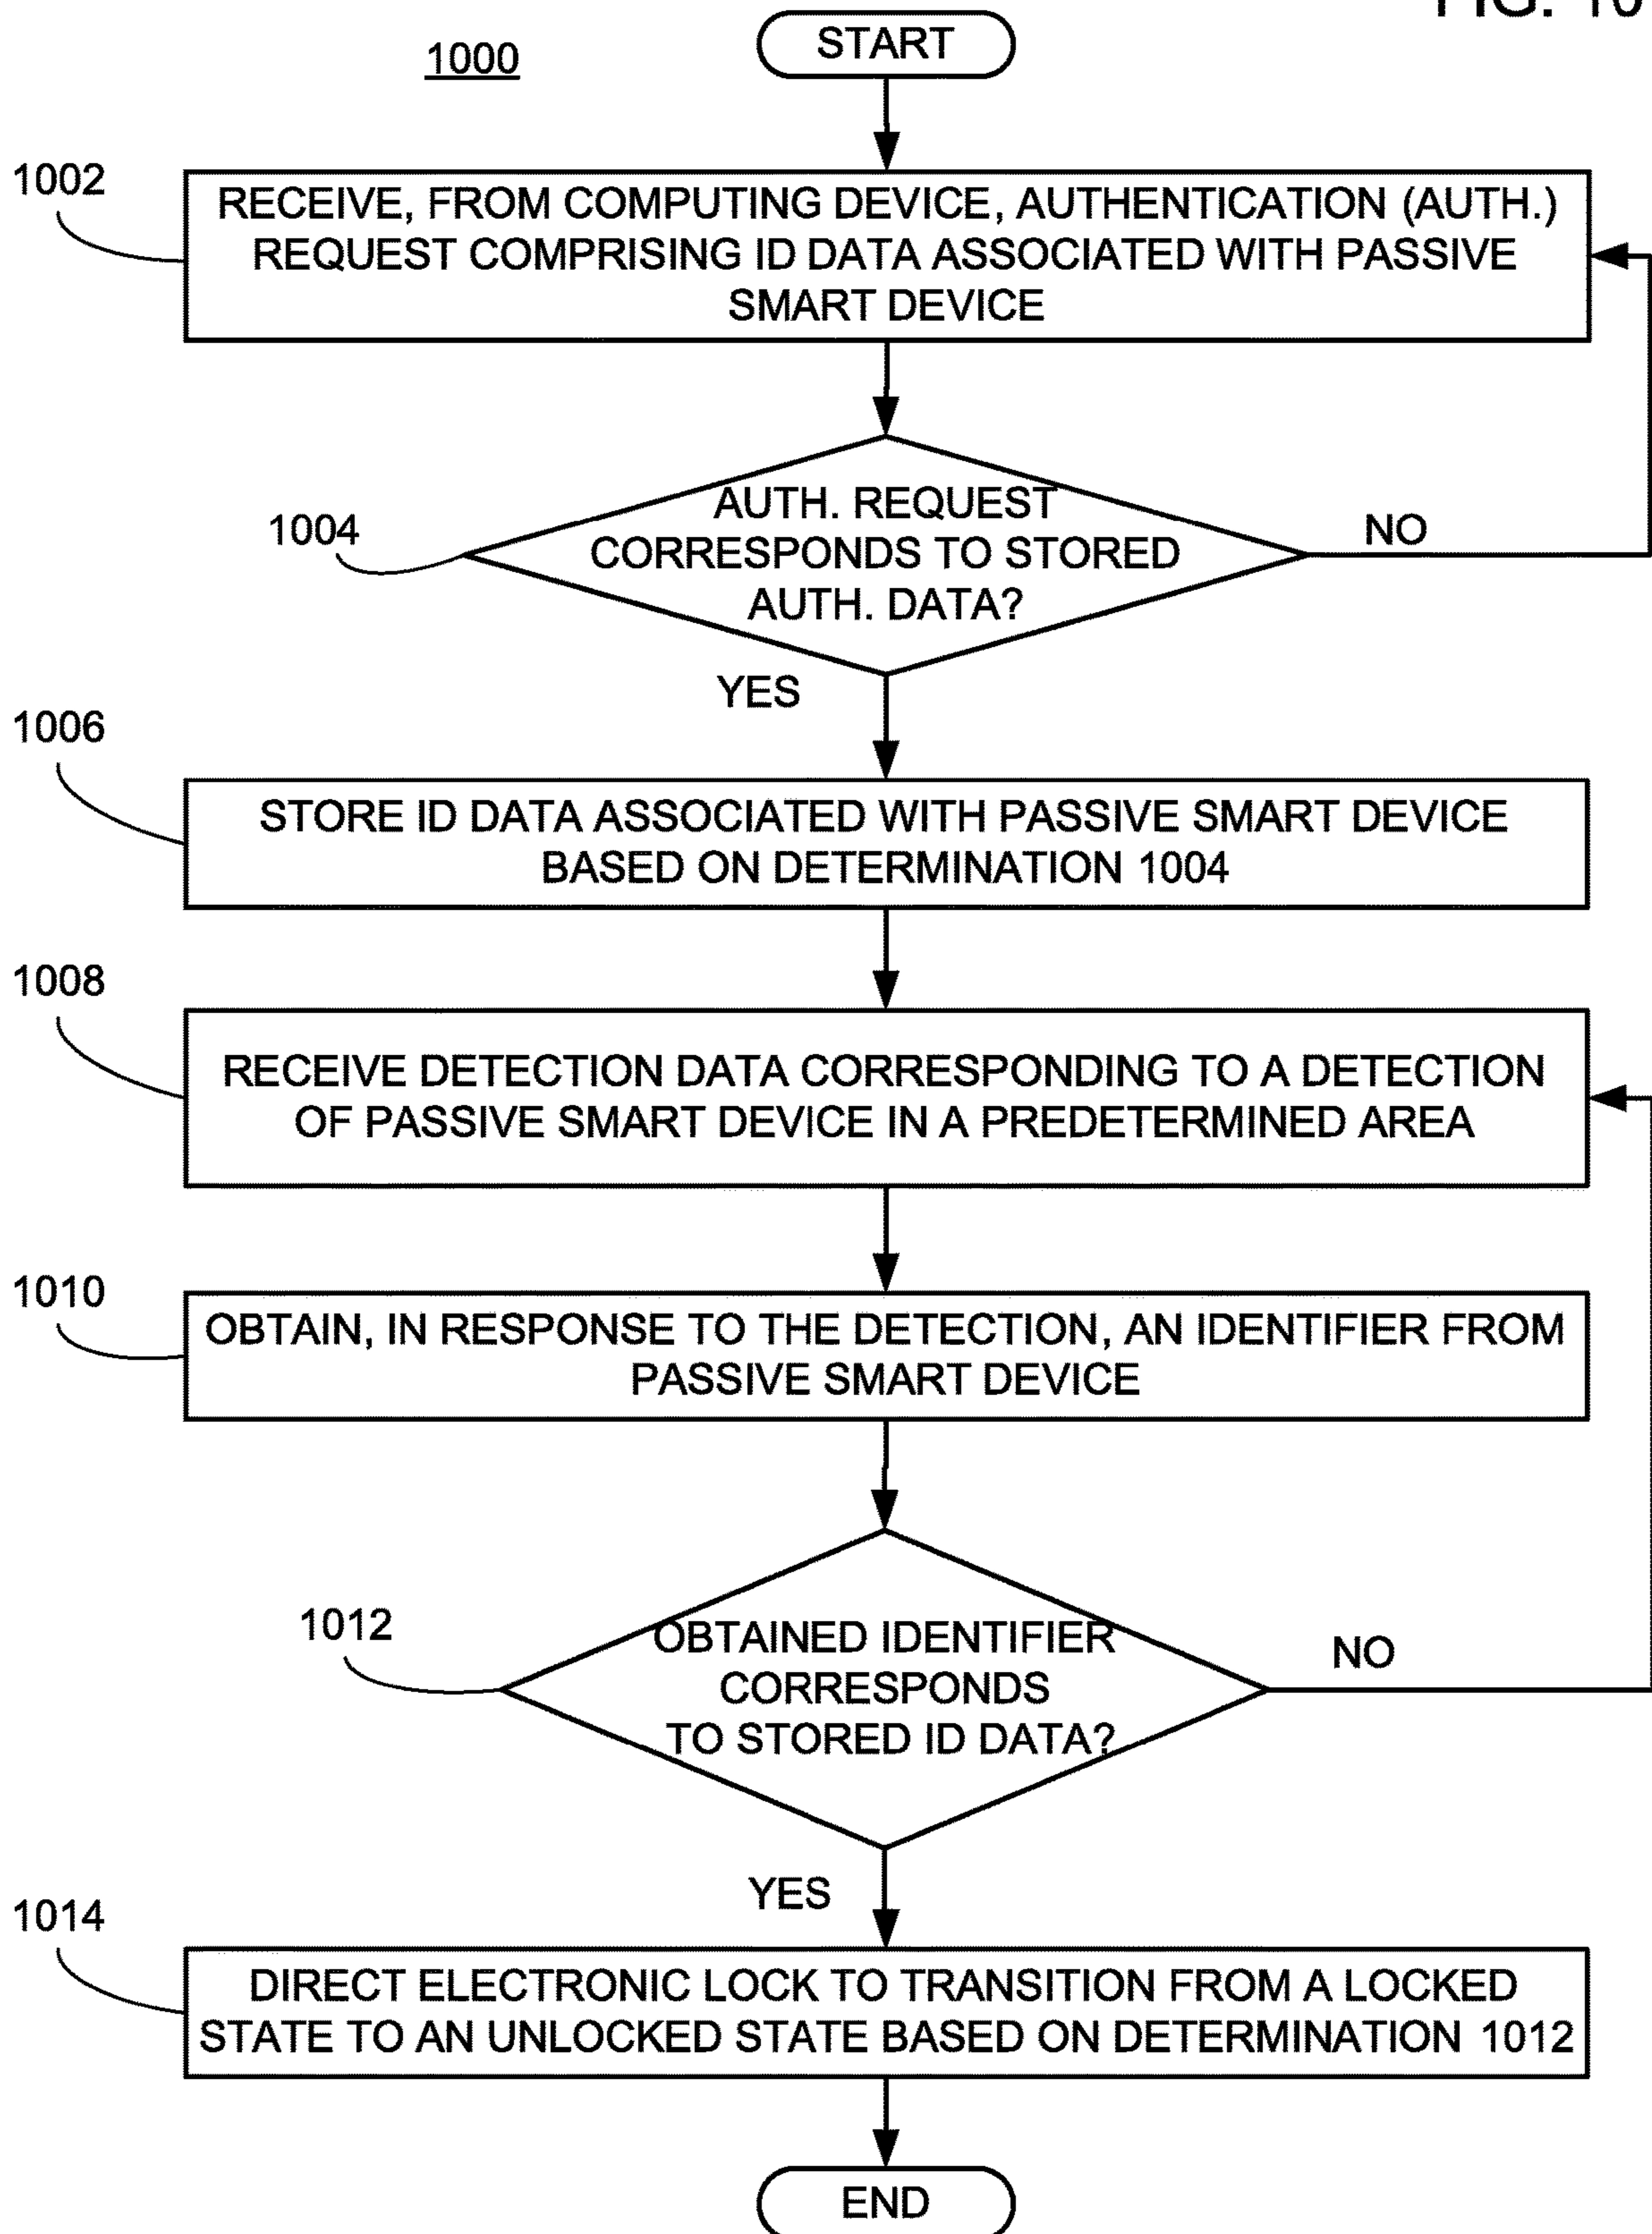 FIG. 10
START
1000
1002
RECEIVE, FROM COMPUTING DEVICE, AUTHENTICATION (AUTH.)
REQUEST COMPRISING ID DATA ASSOCIATED WITH PASSIVE
SMART DEVICE
1004
AUTH. REQUEST
CORRESPONDS TO STORED
AUTH. DATA?
NO
YES
1006
STORE ID DATA ASSOCIATED WITH PASSIVE SMART DEVICE
BASED ON DETERMINATION 1004
1008
RECEIVE DETECTION DATA CORRESPONDING TO A DETECTION
OF PASSIVE SMART DEVICE IN A PREDETERMINED AREA
1010
OBTAIN, IN RESPONSE TO THE DETECTION, AN IDENTIFIER FROM
PASSIVE SMART DEVICE
1012
OBTAINED IDENTIFIER
CORRESPONDS
TO STORED ID DATA?
NO
YES
1014
DIRECT ELECTRONIC LOCK TO TRANSITION FROM A LOCKED
STATE TO AN UNLOCKED STATE BASED ON DETERMINATION 1012
END